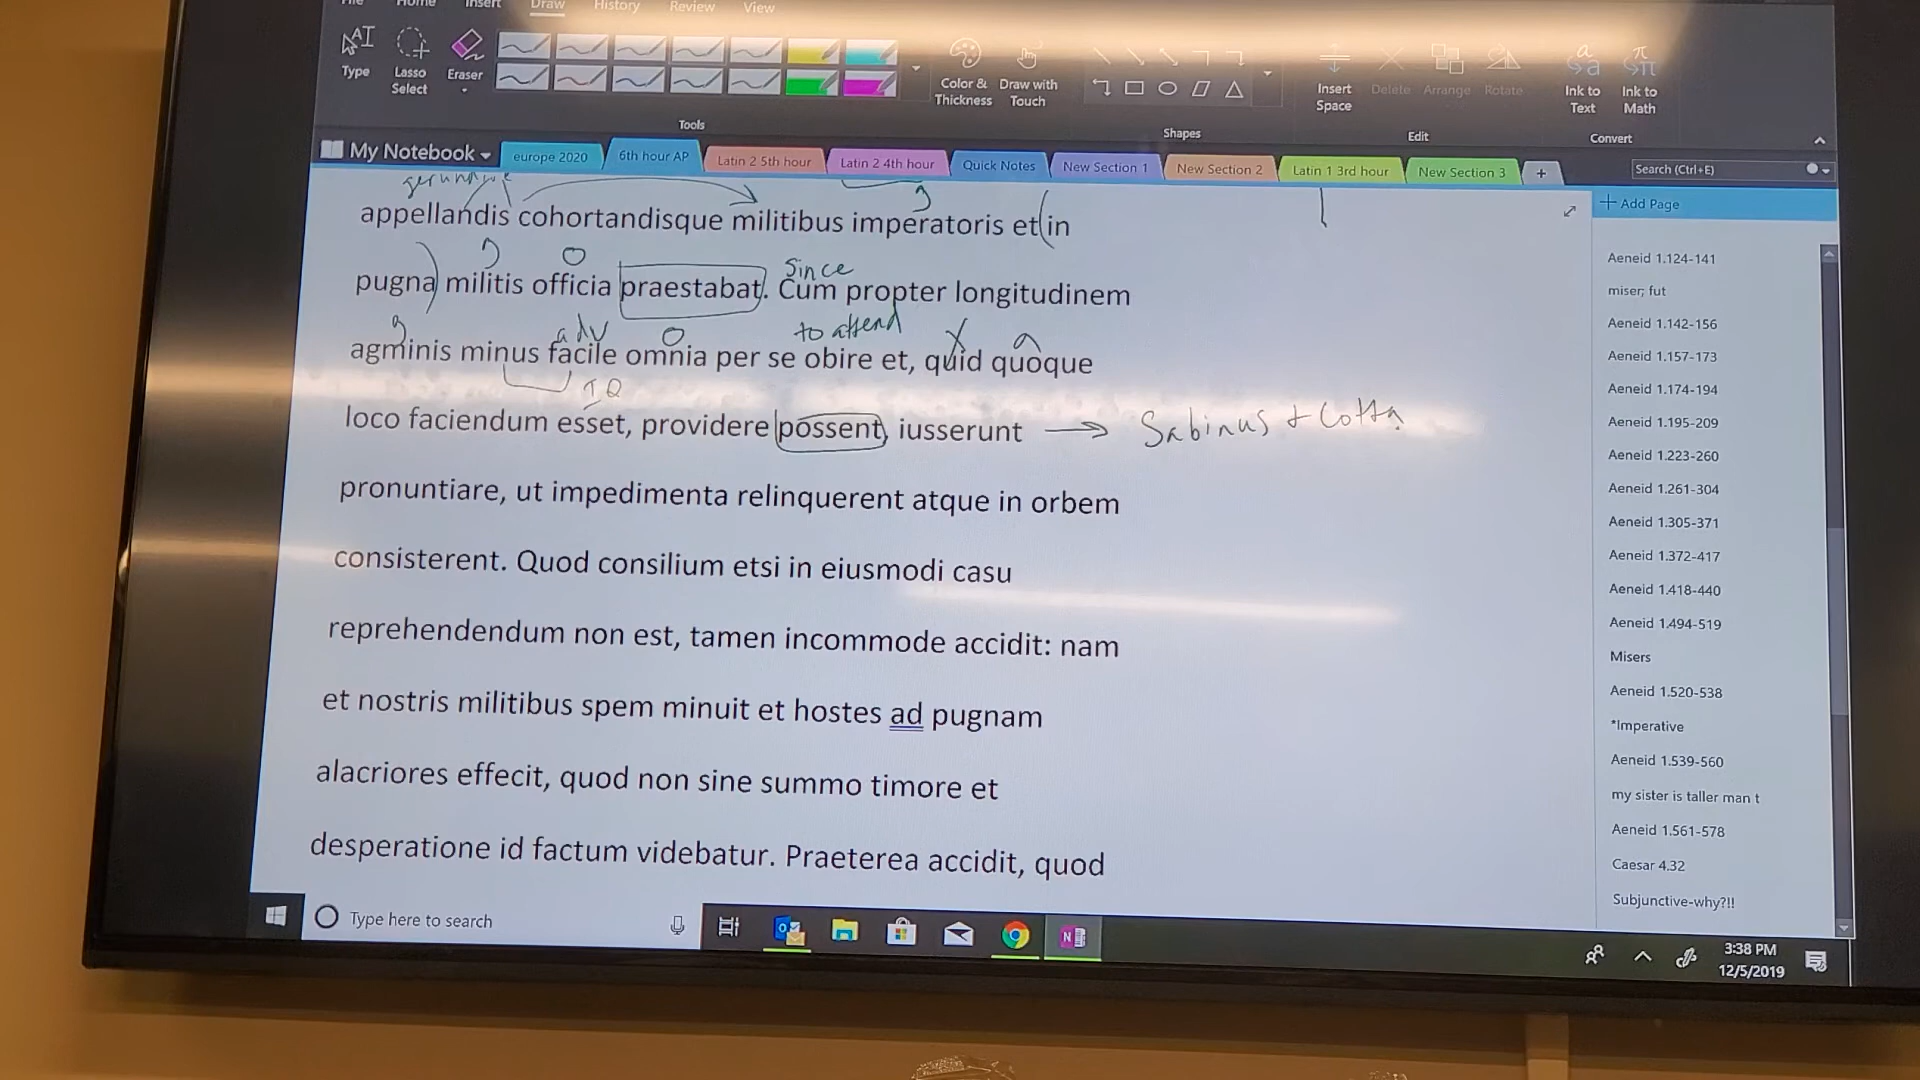 Home Insert Draw History Review View
Type
Lasso Select
Eraser
Color & Thickness
Draw with Touch
Insert Space
Delete
Arrange
Rotate
Ink to Text
Ink to Math
Tools
Shapes
Edit
Convert
My Notebook
europe 2020
6th hour AP
Latin 2 5th hour
Latin 2 4th hour
Quick Notes
New Section 1
New Section 2
Latin 1 3rd hour
New Section 3
+
Search (Ctrl+E)
appellandis cohortandisque militibus imperatoris et (in
g o since
pugna) militis officia praestabat. Cum propter longitudinem
g adv o to attend x a
agminis minus facile omnia per se obire et, quid quoque
IQ
loco faciendum esset, providere possent, iusserunt → Sabinus + Cotta
pronuntiare, ut impedimenta relinquerent atque in orbem
consisterent. Quod consilium etsi in eiusmodi casu
reprehendendum non est, tamen incommode accidit: nam
et nostris militibus spem minuit et hostes ad pugnam
alacriores effecit, quod non sine summo timore et
desperatione id factum videbatur. Praeterea accidit, quod
+ Add Page
Aeneid 1.124-141
miser; fut
Aeneid 1.142-156
Aeneid 1.157-173
Aeneid 1.174-194
Aeneid 1.195-209
Aeneid 1.223-260
Aeneid 1.261-304
Aeneid 1.305-371
Aeneid 1.372-417
Aeneid 1.418-440
Aeneid 1.494-519
Misers
Aeneid 1.520-538
*Imperative
Aeneid 1.539-560
my sister is taller man t
Aeneid 1.561-578
Caesar 4.32
Subjunctive-why?!!
Type here to search
3:38 PM
12/5/2019